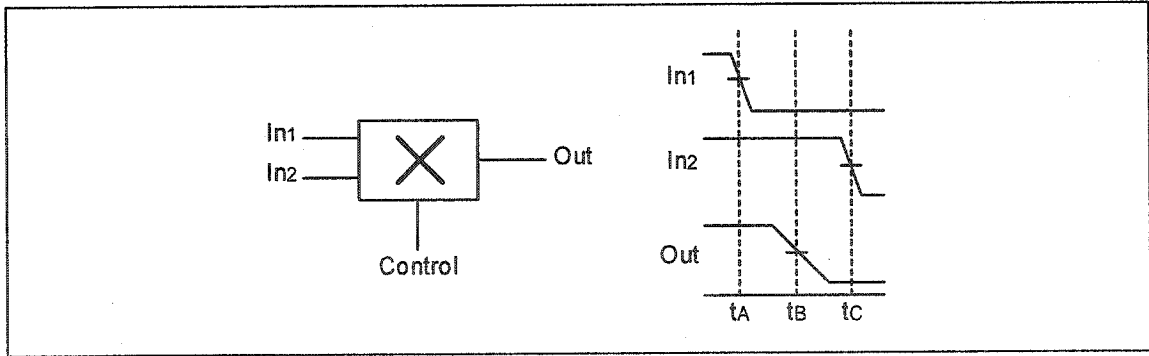 In1
In2
Out
Control
In1
In2
Out
tA
tB
tC